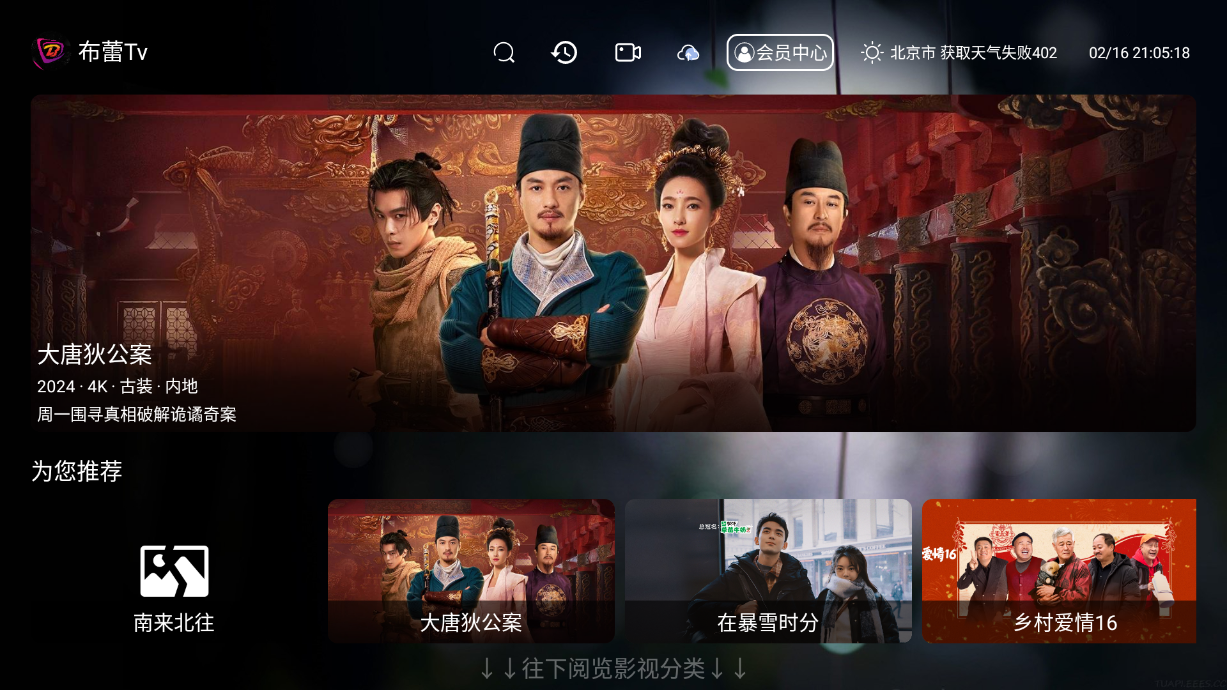 布蕾Tv
会员中心
北京市 获取天气失败402
02/16 21:05:18
大唐狄公案
2024 · 4K · 古装 · 内地
周一围寻真相破解诡谲奇案
为您推荐
爱情16
南来北往
大唐狄公案
在暴雪时分
乡村爱情16
↓↓往下阅览影视分类↓↓